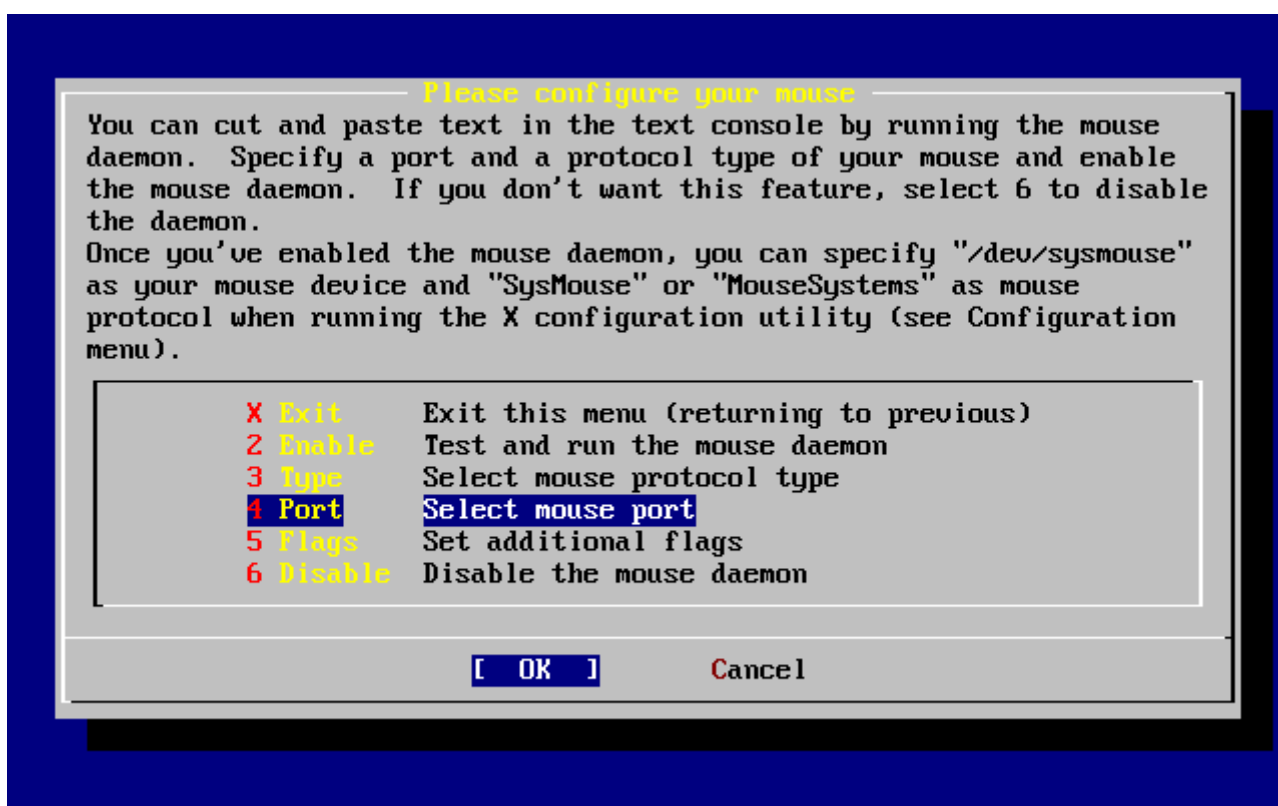 Please configure your mouse
You can cut and paste text in the text console by running the mouse
daemon.  Specify a port and a protocol type of your mouse and enable
the mouse daemon.  If you don't want this feature, select 6 to disable
the daemon.
Once you've enabled the mouse daemon, you can specify "/dev/sysmouse"
as your mouse device and "SysMouse" or "MouseSystems" as mouse
protocol when running the X configuration utility (see Configuration
menu).
X Exit     Exit this menu (returning to previous)
2 Enable   Test and run the mouse daemon
3 Type     Select mouse protocol type
4 Port     Select mouse port
5 Flags    Set additional flags
6 Disable  Disable the mouse daemon
[  OK  ]       Cancel